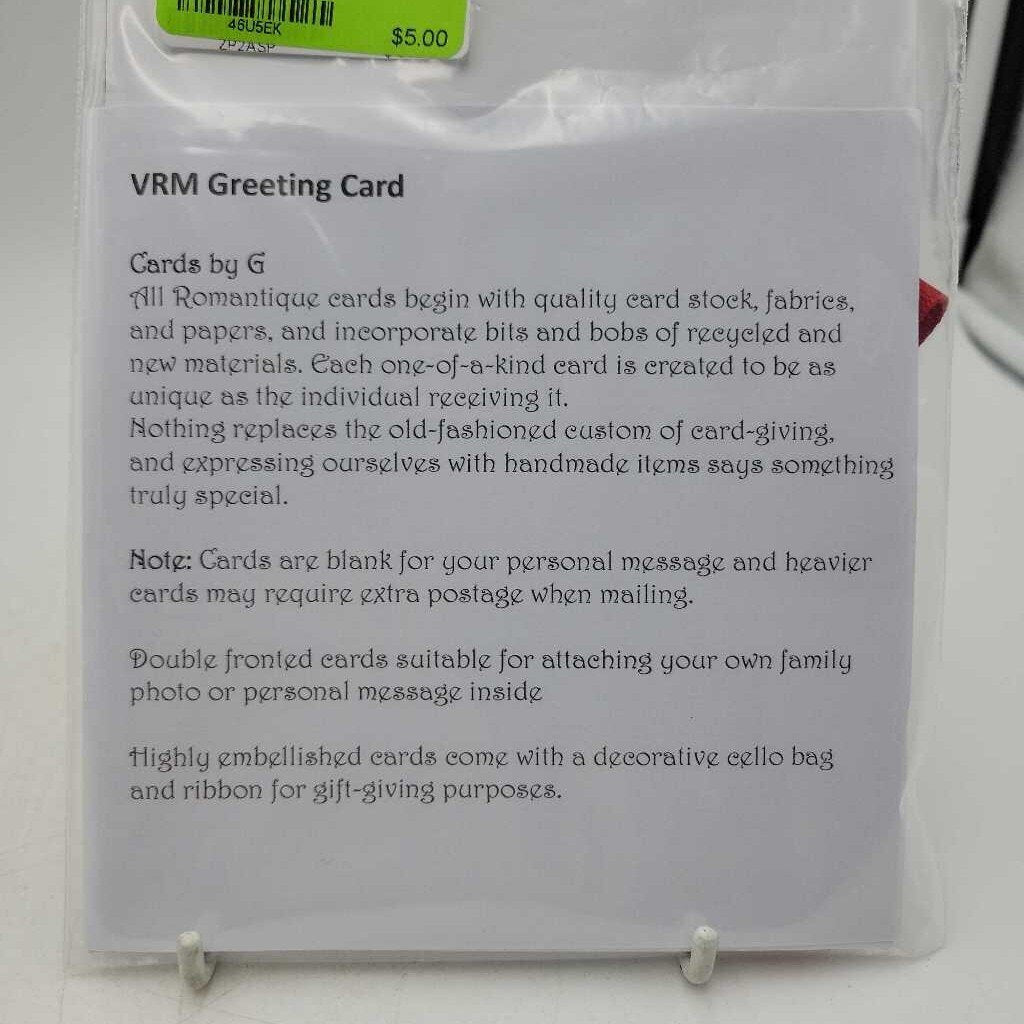 46U5EK
$5.00
ZP2ASP
VRM Greeting Card
Cards by G
All Romantique cards begin with quality card stock, fabrics,
and papers, and incorporate bits and bobs of recycled and
new materials. Each one-of-a-kind card is created to be as
unique as the individual receiving it.
Nothing replaces the old-fashioned custom of card-giving,
and expressing ourselves with handmade items says something
truly special.
Note: Cards are blank for your personal message and heavier
cards may require extra postage when mailing.
Double fronted cards suitable for attaching your own family
photo or personal message inside
Highly embellished cards come with a decorative cello bag
and ribbon for gift-giving purposes.